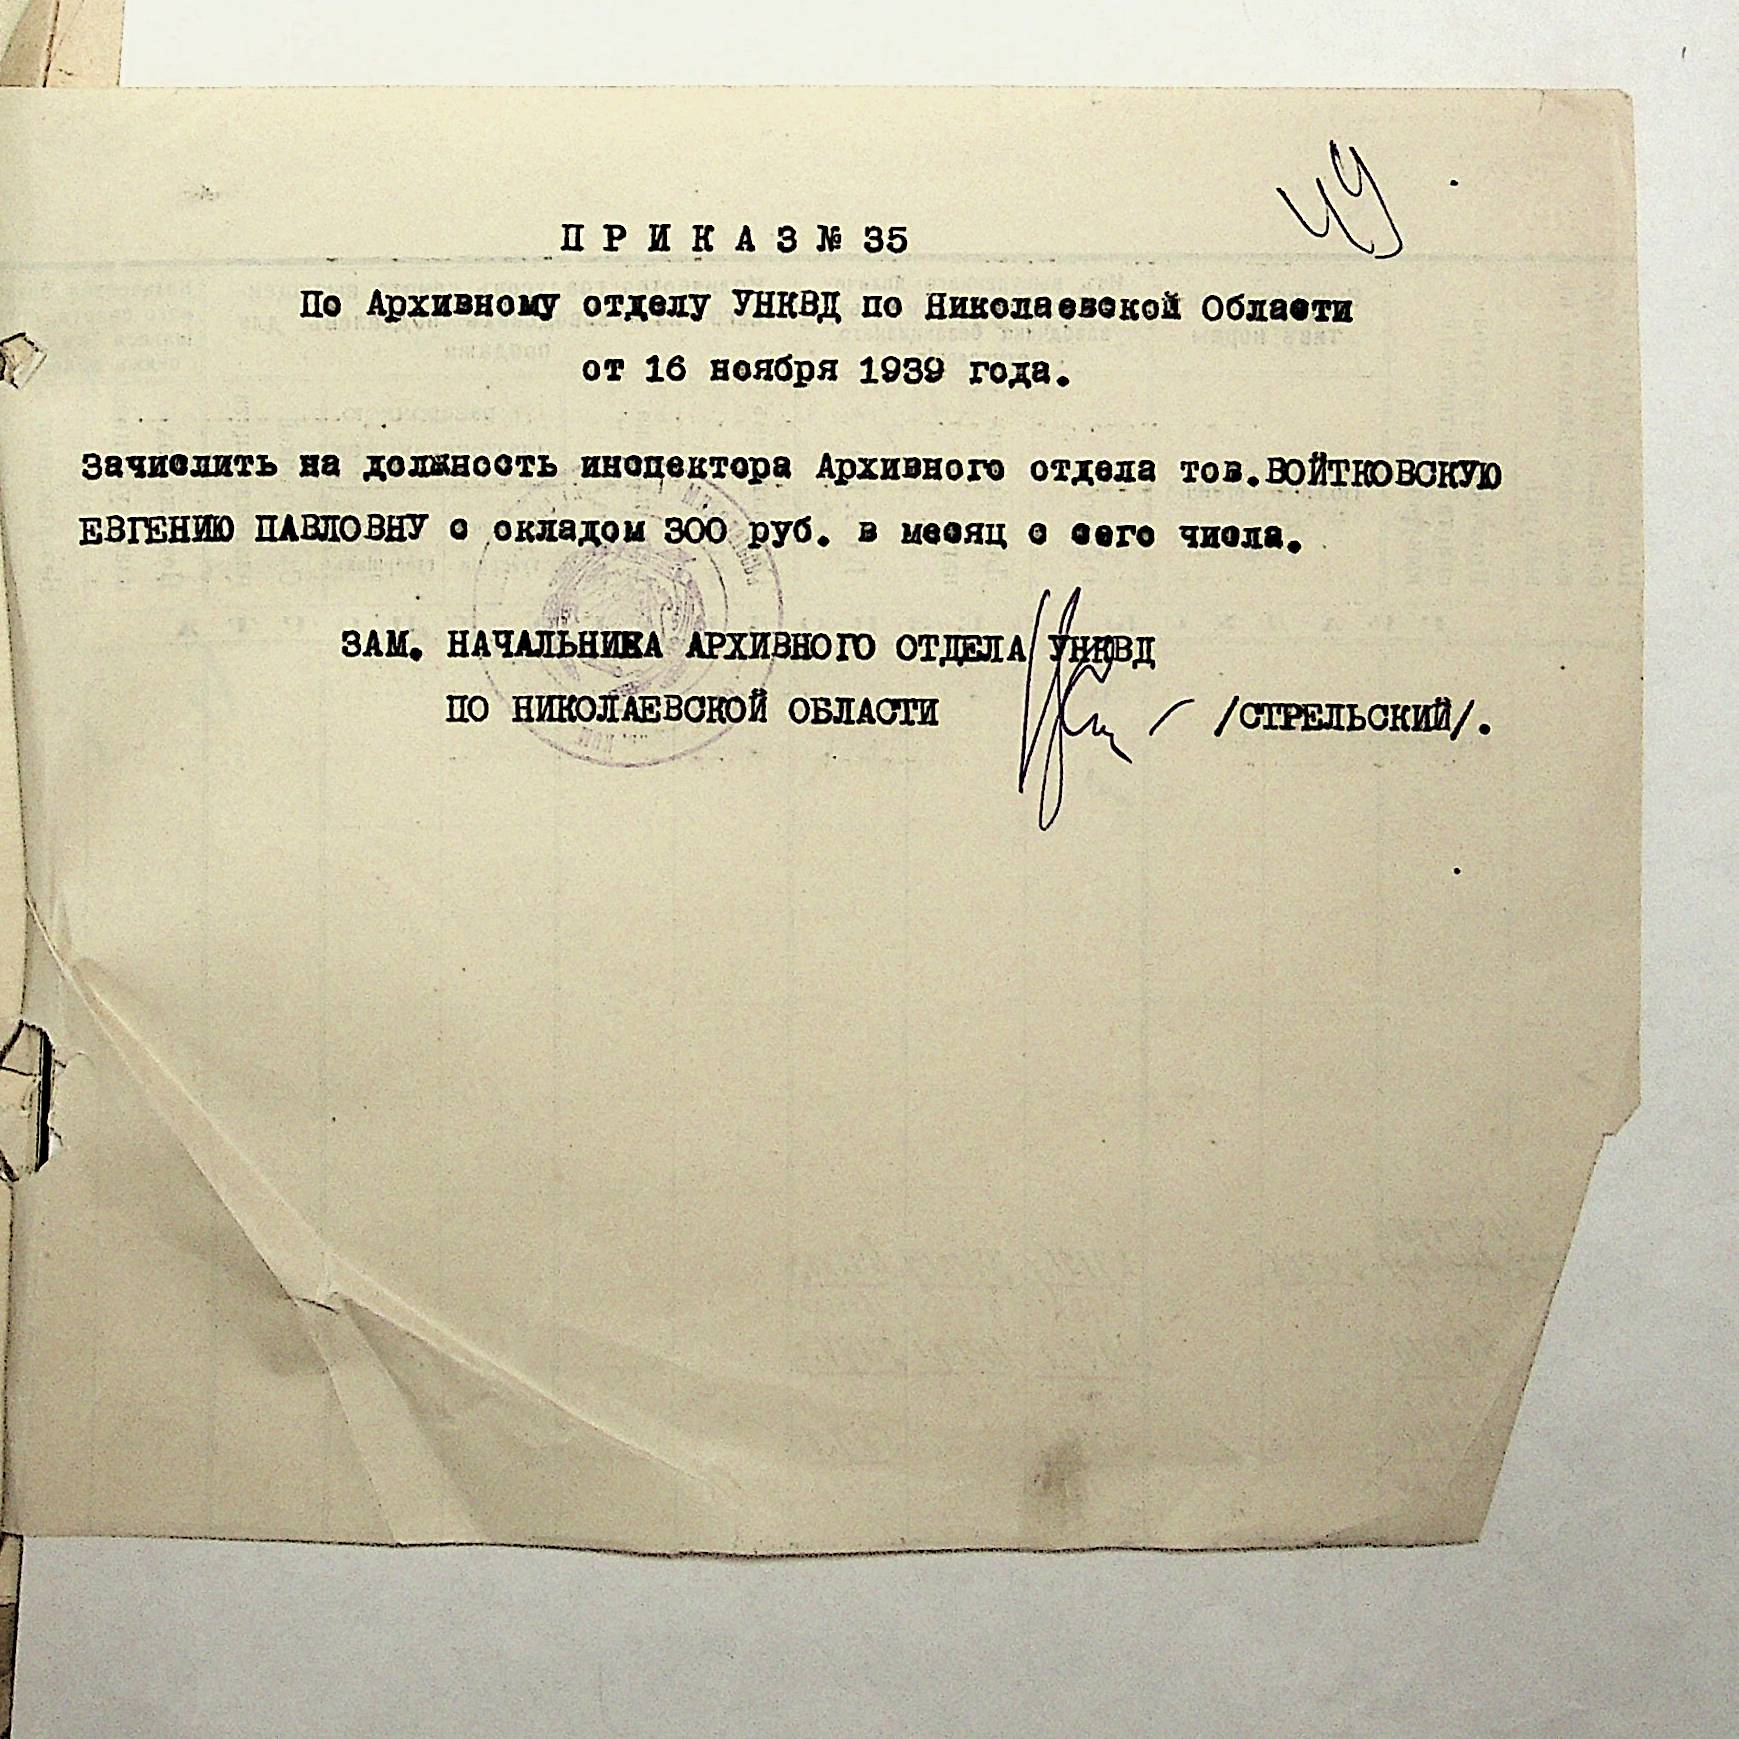 49
ПРИКАЗ № 35
По Архивному отделу УНКВД по Николаевской Области
от 16 ноября 1939 года.
Зачислить на должность инспектора Архивного отдела тов.ВОЙТКОВСКУЮ
ЕВГЕНИЮ ПАВЛОВНУ с окладом 300 руб. в месяц с сего числа.
ЗАМ. НАЧАЛЬНИКА АРХИВНОГО ОТДЕЛА УНКВД
ПО НИКОЛАЕВСКОЙ ОБЛАСТИ /СТРЕЛЬСКИЙ/.